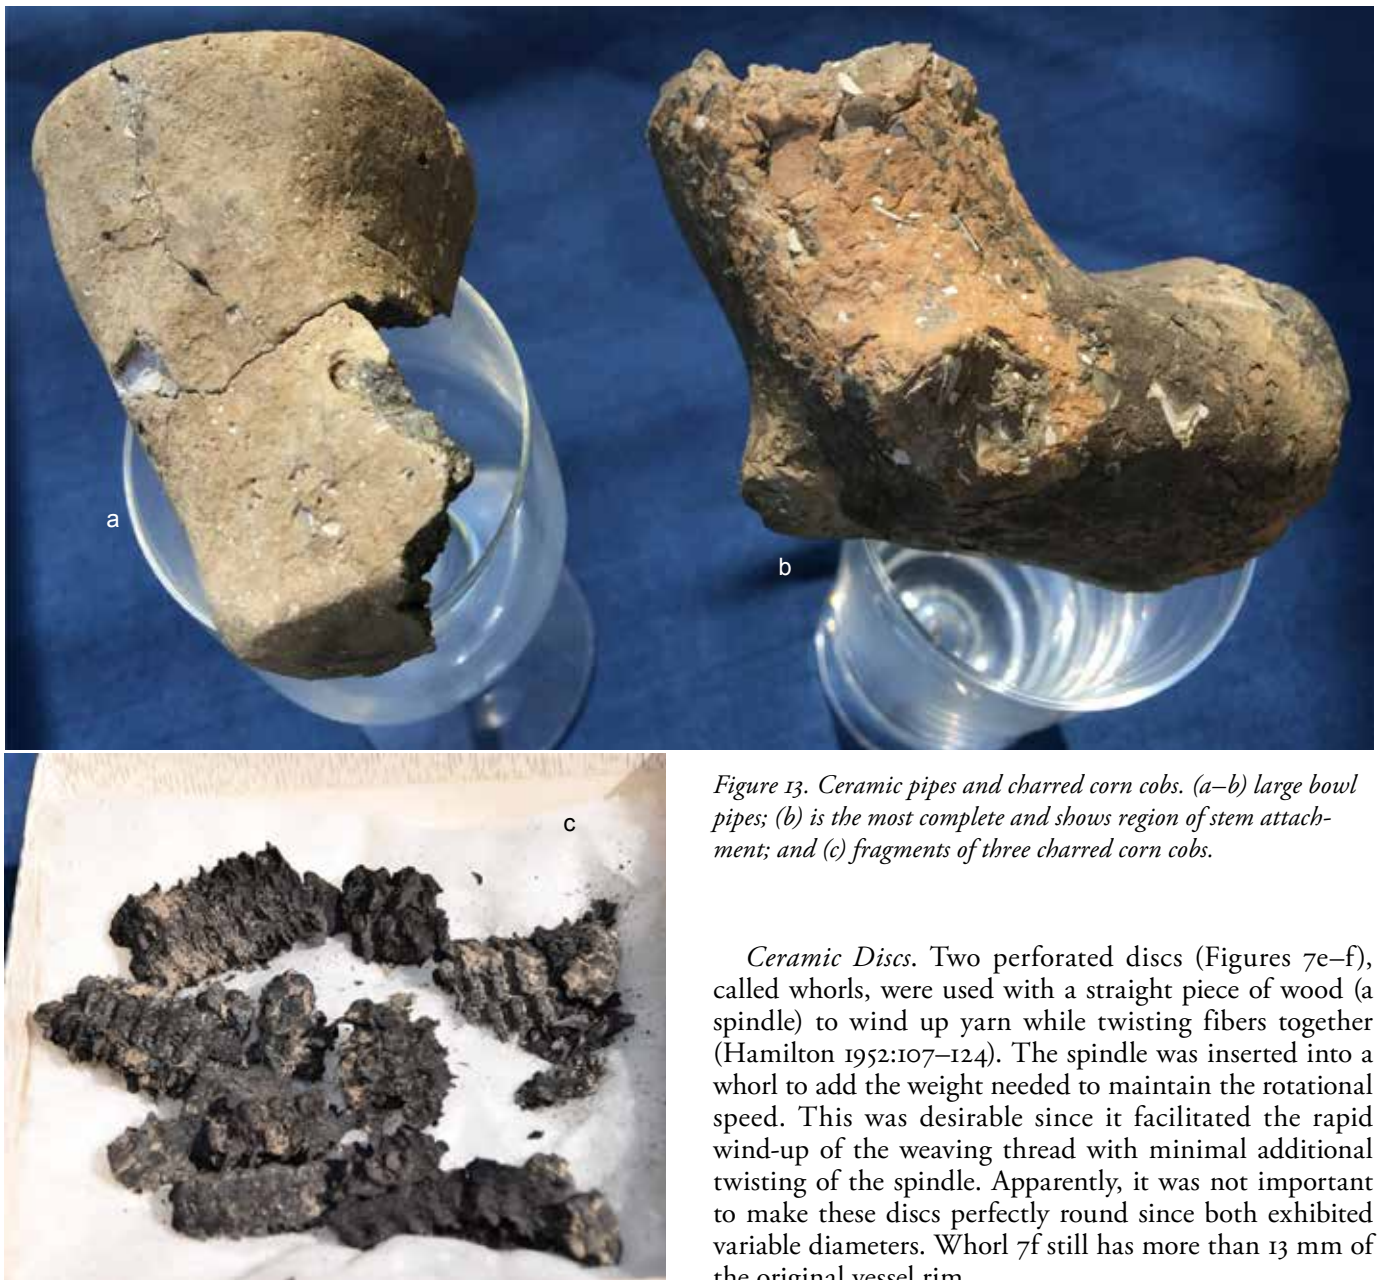 a
b
c
Figure 13. Ceramic pipes and charred corn cobs. (a–b) large bowl
pipes; (b) is the most complete and shows region of stem attach-
ment; and (c) fragments of three charred corn cobs.
Ceramic Discs. Two perforated discs (Figures 7e–f),
called whorls, were used with a straight piece of wood (a
spindle) to wind up yarn while twisting fibers together
(Hamilton 1952:107–124). The spindle was inserted into a
whorl to add the weight needed to maintain the rotational
speed. This was desirable since it facilitated the rapid
wind-up of the weaving thread with minimal additional
twisting of the spindle. Apparently, it was not important
to make these discs perfectly round since both exhibited
variable diameters. Whorl 7f still has more than 13 mm of
the original vessel rim.